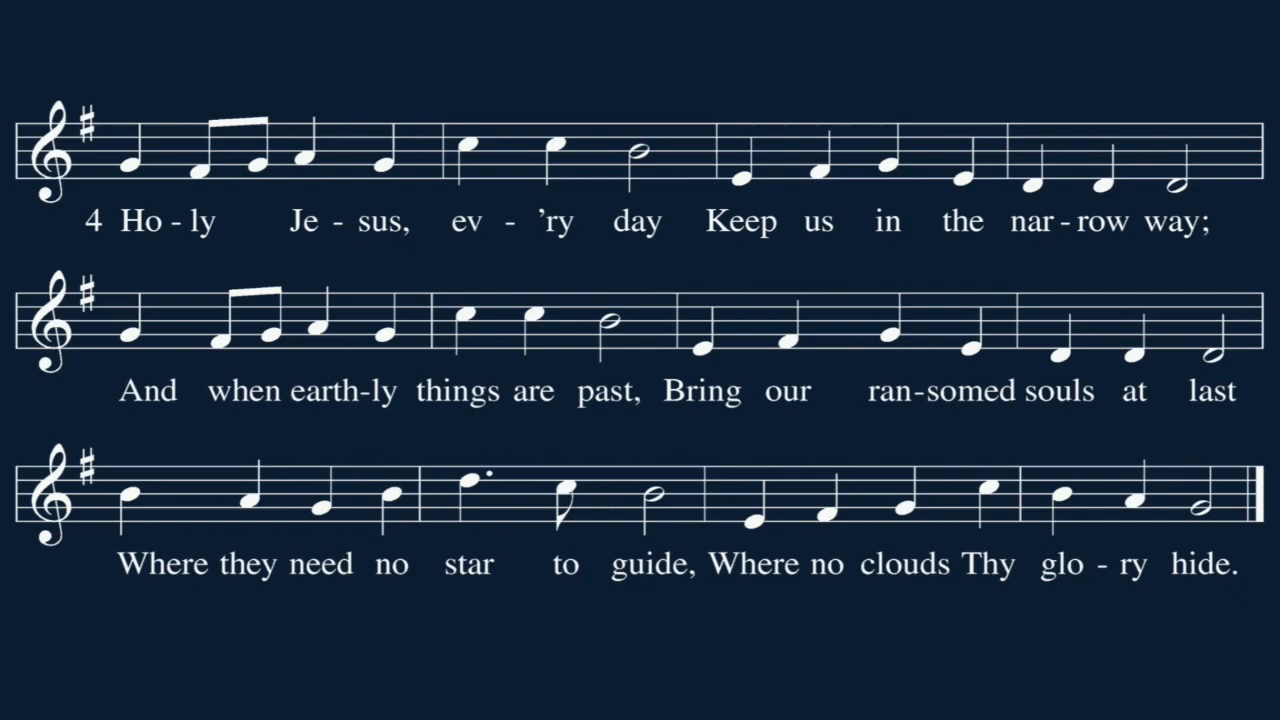 4 Ho - ly Je - sus, ev - ’ry day Keep us in the nar - row way;
And when earth-ly things are past, Bring our ran-somed souls at last
Where they need no star to guide, Where no clouds Thy glo - ry hide.